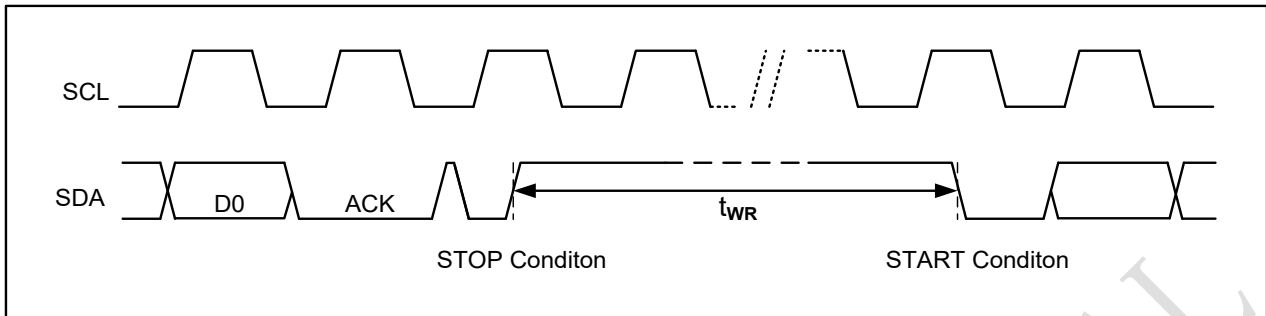 SCL
SDA
D0
ACK
tWR
STOP Conditon
START Conditon